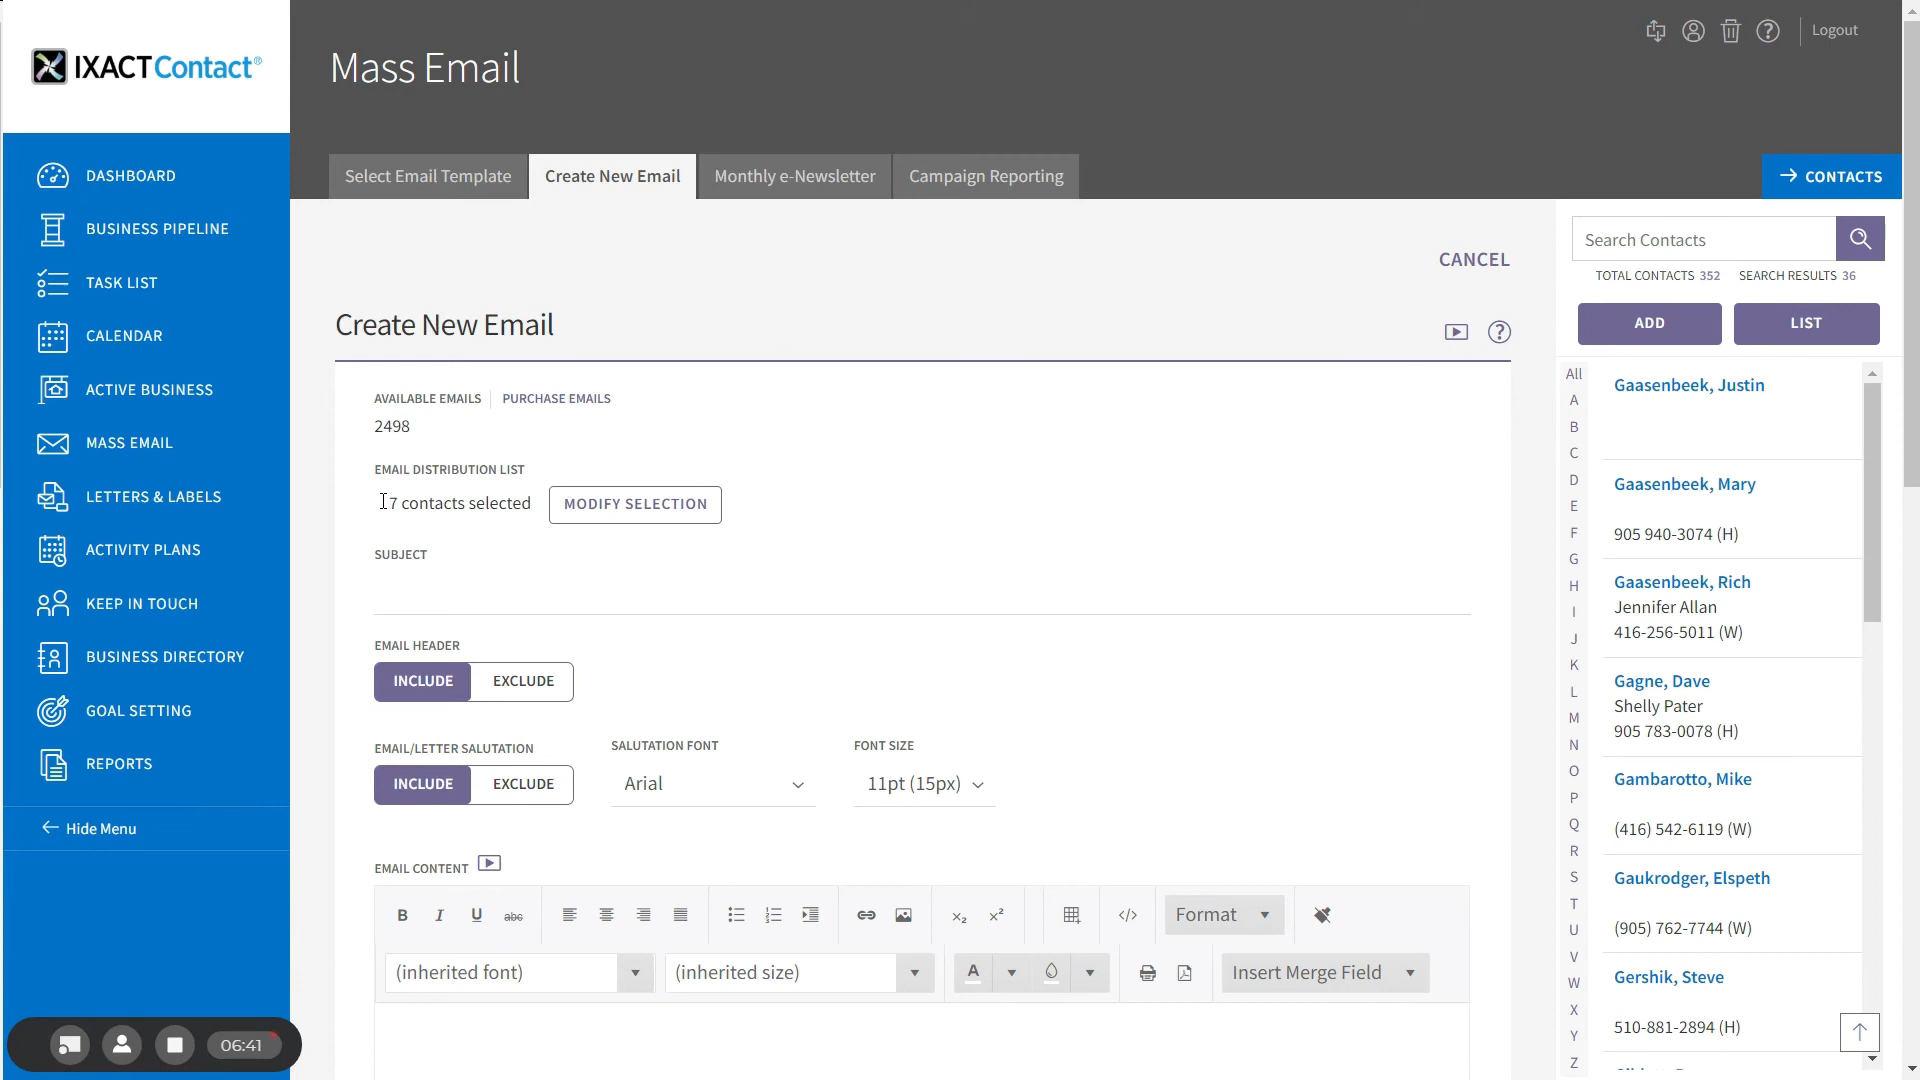 IXACTContact®
Mass Email
Logout
Select Email Template
Create New Email
Monthly e-Newsletter
Campaign Reporting
CONTACTS
DASHBOARD
BUSINESS PIPELINE
TASK LIST
CALENDAR
ACTIVE BUSINESS
MASS EMAIL
LETTERS & LABELS
ACTIVITY PLANS
KEEP IN TOUCH
BUSINESS DIRECTORY
GOAL SETTING
REPORTS
Hide Menu
06:41
CANCEL
Create New Email
AVAILABLE EMAILS
PURCHASE EMAILS
2498
EMAIL DISTRIBUTION LIST
7 contacts selected
MODIFY SELECTION
SUBJECT
EMAIL HEADER
INCLUDE
EXCLUDE
EMAIL/LETTER SALUTATION
SALUTATION FONT
FONT SIZE
INCLUDE
EXCLUDE
Arial
11pt (15px)
EMAIL CONTENT
B
I
U
abc
x₂
x²
</>
Format
(inherited font)
(inherited size)
A
Insert Merge Field
Search Contacts
TOTAL CONTACTS 352
SEARCH RESULTS 36
ADD
LIST
All
A
B
C
D
E
F
G
H
I
J
K
L
M
N
O
P
Q
R
S
T
U
V
W
X
Y
Z
Gaasenbeek, Justin
Gaasenbeek, Mary
905 940-3074 (H)
Gaasenbeek, Rich
Jennifer Allan
416-256-5011 (W)
Gagne, Dave
Shelly Pater
905 783-0078 (H)
Gambarotto, Mike
(416) 542-6119 (W)
Gaukrodger, Elspeth
(905) 762-7744 (W)
Gershik, Steve
510-881-2894 (H)